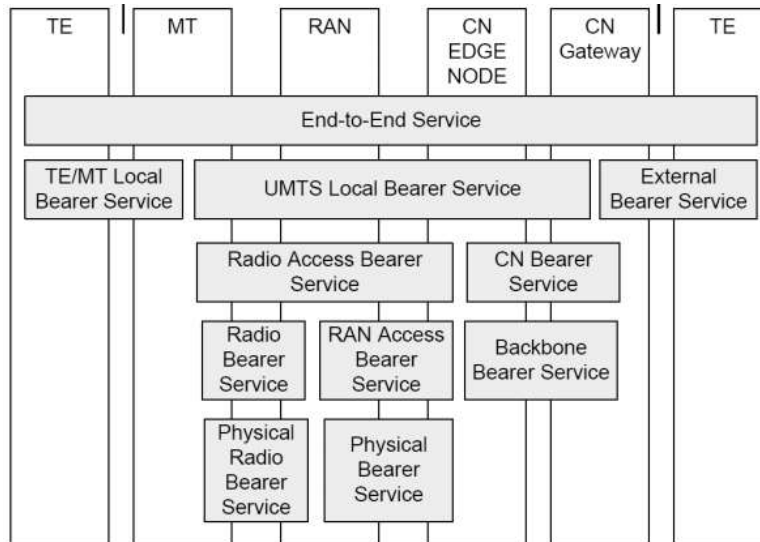 TE
MT
RAN
CN
EDGE
NODE
CN
Gateway
TE
End-to-End Service
TE/MT Local
Bearer Service
UMTS Local Bearer Service
External
Bearer Service
Radio Access Bearer
Service
CN Bearer
Service
Radio
Bearer
Service
RAN Access
Bearer
Service
Backbone
Bearer Service
Physical
Radio
Bearer
Service
Physical
Bearer
Service